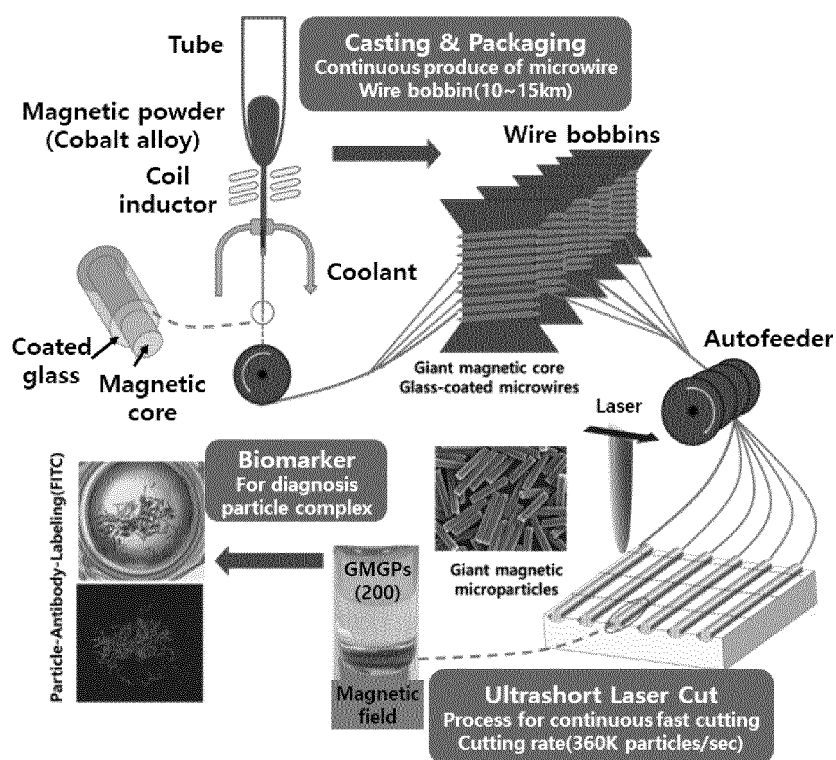 Tube
Casting & Packaging
Continuous produce of microwire
Wire bobbin(10~15km)
Magnetic powder
(Cobalt alloy)
Coil
inductor
Wire bobbins
Coolant
Coated
glass
Magnetic
core
Giant magnetic core
Glass-coated microwires
Autofeeder
Laser
Biomarker
For diagnosis
particle complex
Particle-Antibody-Labeling(FITC)
GMGPs
(200)
Magnetic
field
Giant magnetic
microparticles
Ultrashort Laser Cut
Process for continuous fast cutting
Cutting rate(360K particles/sec)